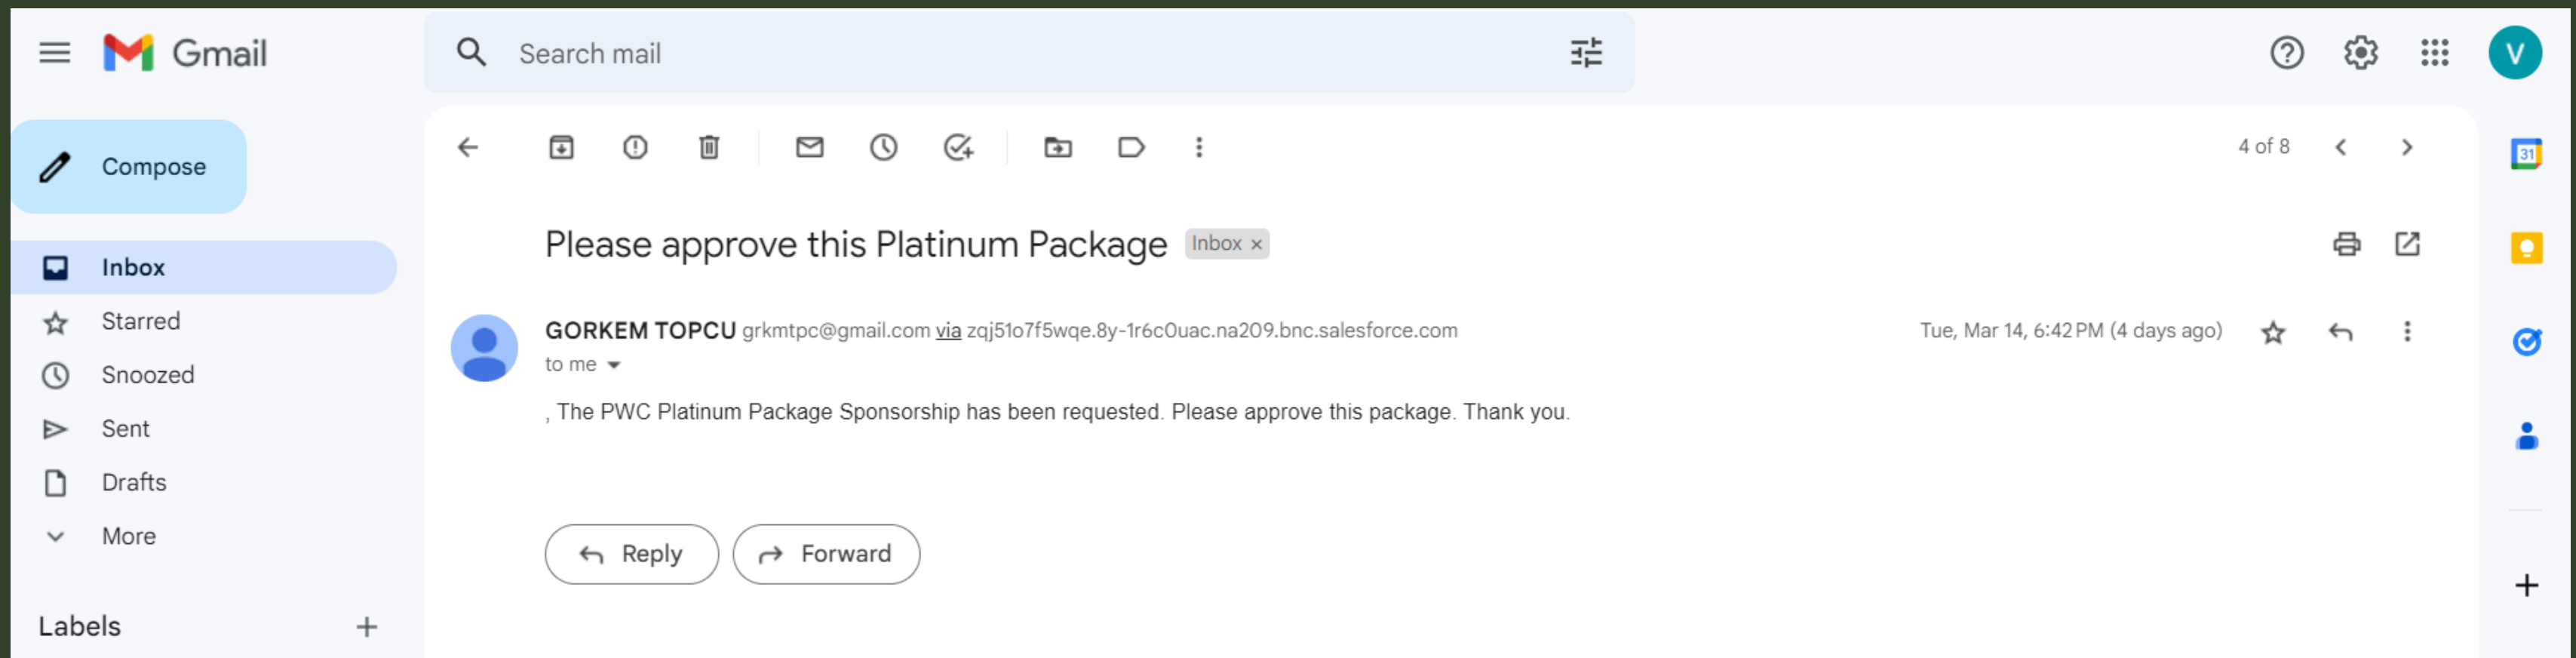 Gmail
Search mail
Compose
4 of 8
31
V
Please approve this Platinum Package Inbox ×
Inbox
Starred
GORKEM TOPCU grkmtpc@gmail.com via zqj51o7f5wqe.8y-1r6c0uac.na209.bnc.salesforce.com Tue, Mar 14, 6:42 PM (4 days ago)
to me
Snoozed
, The PWC Platinum Package Sponsorship has been requested. Please approve this package. Thank you.
Sent
Drafts
More
Reply Forward
Labels +